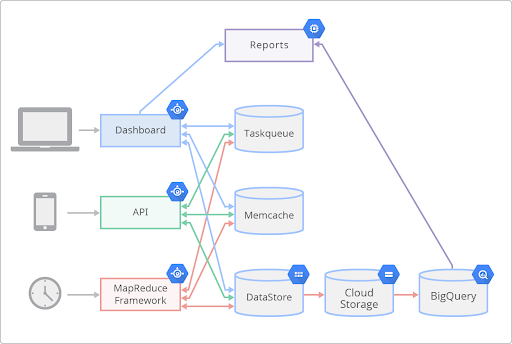 Reports
Dashboard
Taskqueue
API
Memcache
MapReduce
Framework
DataStore
Cloud
Storage
BigQuery